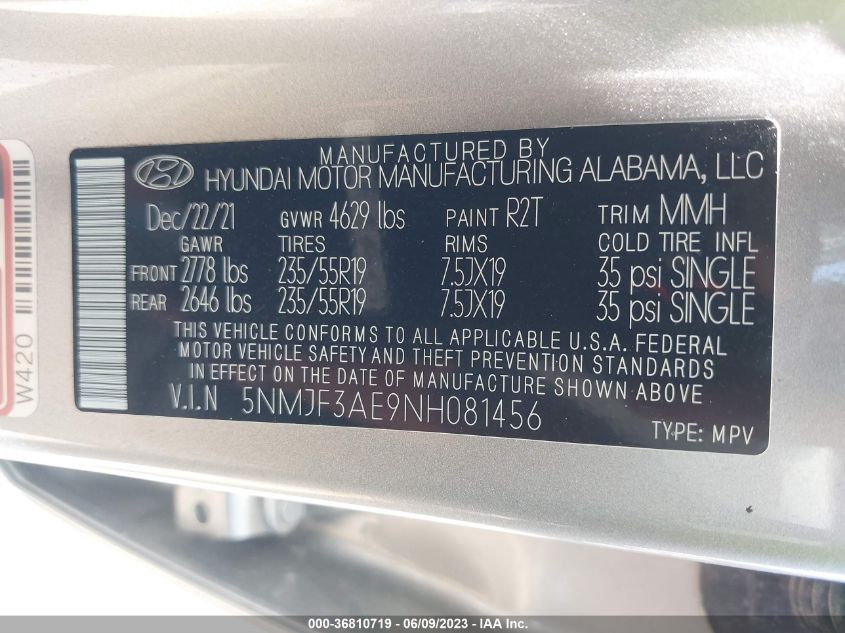 MANUFACTURED BY
HYUNDAI MOTOR MANUFACTURING ALABAMA, LLC
Dec/22/21 GVWR 4629 lbs PAINT R2T TRIM MMH
GAWR TIRES RIMS COLD TIRE INFL
FRONT 2778 lbs 235/55R19 7.5JX19 35 psi SINGLE
REAR 2646 lbs 235/55R19 7.5JX19 35 psi SINGLE
THIS VEHICLE CONFORMS TO ALL APPLICABLE U.S.A. FEDERAL
MOTOR VEHICLE SAFETY AND THEFT PREVENTION STANDARDS
IN EFFECT ON THE DATE OF MANUFACTURE SHOWN ABOVE
V.I.N 5NMJF3AE9NH081456
TYPE: MPV
W420
000-36810719 - 06/09/2023 - IAA Inc.